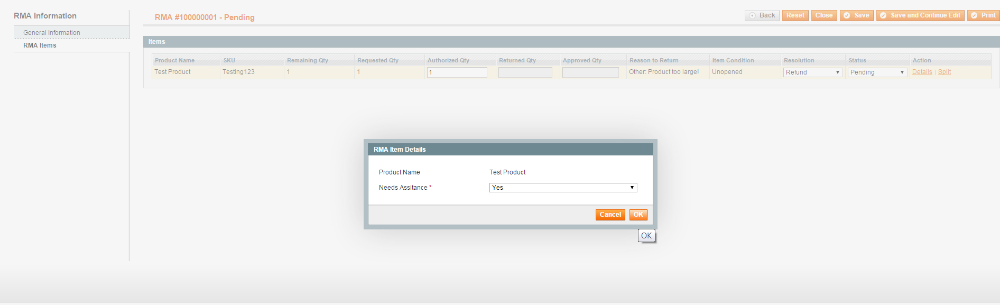 RMA Information
General Information
RMA Items
RMA #100000001 - Pending
Back Reset Close Save Save and Continue Edit Print
Items
Product Name SKU Remaining Qty Requested Qty Authorized Qty Returned Qty Approved Qty Reason to Return Item Condition Resolution Status Action
Test Product Testing123 1 1 1 Other: Product too large! Unopened Refund Pending Details | Split
RMA Item Details
Product Name Test Product
Needs Assitance * Yes
Cancel OK
OK